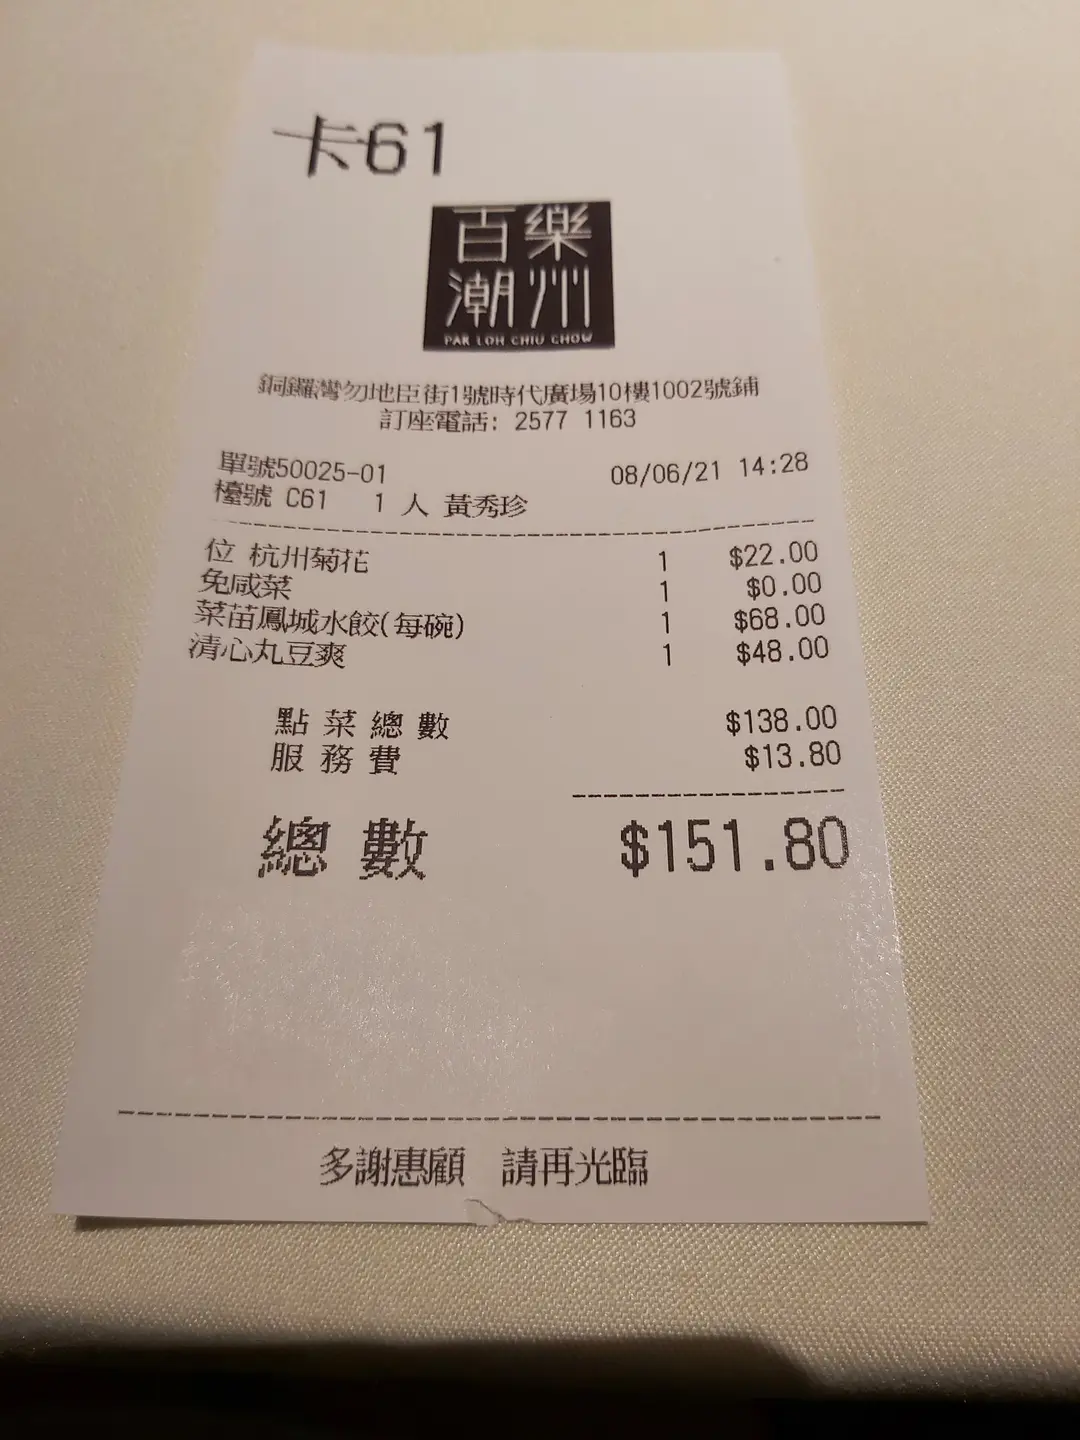 卡61
百樂
潮州
PAK LOH CHIU CHOW
銅鑼灣勿地臣街1號時代廣場10樓1002號鋪
訂座電話: 2577 1163
單號50025-01 08/06/21 14:28
檯號 C61 1 人 黃秀珍
位 杭州菊花 1 $22.00
免咸菜 1 $0.00
菜苗鳳城水餃(每碗) 1 $68.00
清心丸豆爽 1 $48.00
點菜總數 $138.00
服務費 $13.80
總數 $151.80
多謝惠顧 請再光臨